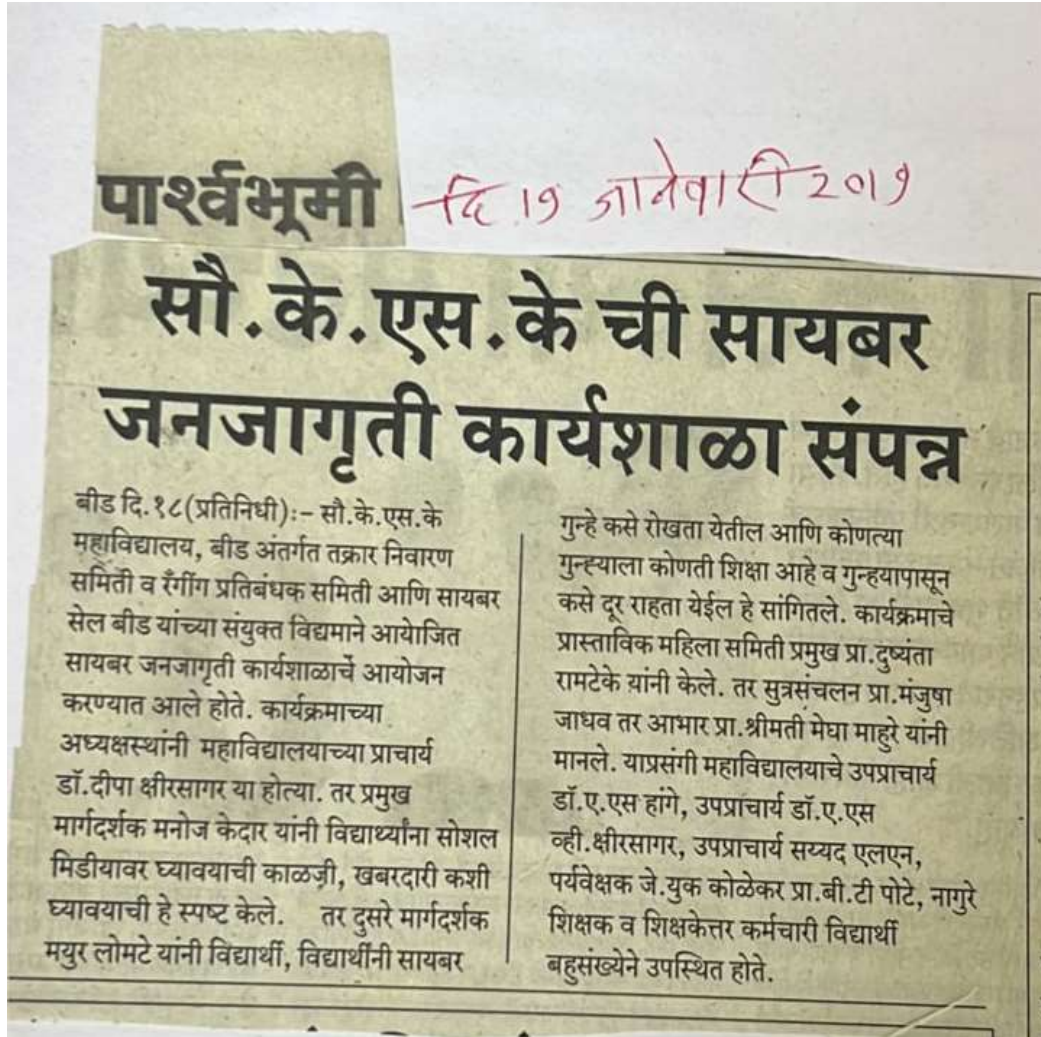 पार्श्वभूमी
दि 19 जानेवारी 2019
सौ.के.एस.के ची सायबर
जनजागृती कार्यशाळा संपन्न
बीड दि.१८(प्रतिनिधी):- सौ.के.एस.के
महाविद्यालय, बीड अंतर्गत तक्रार निवारण
समिती व रॅगींग प्रतिबंधक समिती आणि सायबर
सेल बीड यांच्या संयुक्त विद्यमाने आयोजित
सायबर जनजागृती कार्यशाळाचे आयोजन
करण्यात आले होते. कार्यक्रमाच्या
अध्यक्षस्थांनी महाविद्यालयाच्या प्राचार्य
डॉ.दीपा क्षीरसागर या होत्या. तर प्रमुख
मार्गदर्शक मनोज केदार यांनी विद्यार्थ्यांना सोशल
मिडीयावर घ्यावयाची काळजी, खबरदारी कशी
घ्यावयाची हे स्पष्ट केले. तर दुसरे मार्गदर्शक
मयुर लोमटे यांनी विद्यार्थी, विद्यार्थीनी सायबर
गुन्हे कसे रोखता येतील आणि कोणत्या
गुन्ह्याला कोणती शिक्षा आहे व गुन्हयापासून
कसे दूर राहता येईल हे सांगितले. कार्यक्रमाचे
प्रास्ताविक महिला समिती प्रमुख प्रा.दुष्यंता
रामटेके यांनी केले. तर सुत्रसंचलन प्रा.मंजुषा
जाधव तर आभार प्रा.श्रीमती मेघा माहुरे यांनी
मानले. याप्रसंगी महाविद्यालयाचे उपप्राचार्य
डॉ.ए.एस हांगे, उपप्राचार्य डॉ.ए.एस
व्ही.क्षीरसागर, उपप्राचार्य सय्यद एलएन,
पर्यवेक्षक जे.युक कोळेकर प्रा.बी.टी पोटे, नागुरे
शिक्षक व शिक्षकेत्तर कर्मचारी विद्यार्थी
बहुसंख्येने उपस्थित होते.